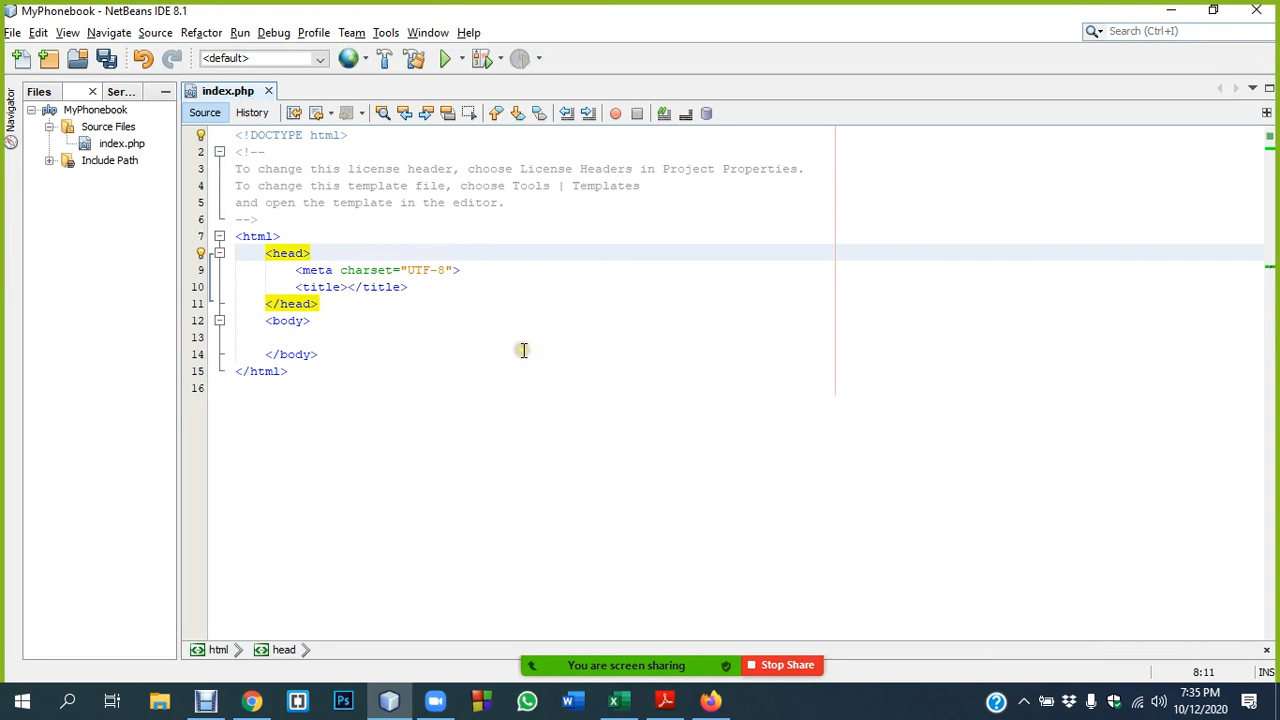 MyPhonebook - NetBeans IDE 8.1
File Edit View Navigate Source Refactor Run Debug Profile Team Tools Window Help
Search (Ctrl+I)
<default>
Files
Ser...
index.php
Navigator
MyPhonebook
Source Files
index.php
Include Path
Source History
<!DOCTYPE html>
2 <!--
3 To change this license header, choose License Headers in Project Properties.
4 To change this template file, choose Tools | Templates
5 and open the template in the editor.
6 -->
7 <html>
<head>
9 <meta charset="UTF-8">
10 <title></title>
11 </head>
12 <body>
13
14 </body>
15 </html>
16
html head
You are screen sharing
Stop Share
8:11
INS
7:35 PM
10/12/2020